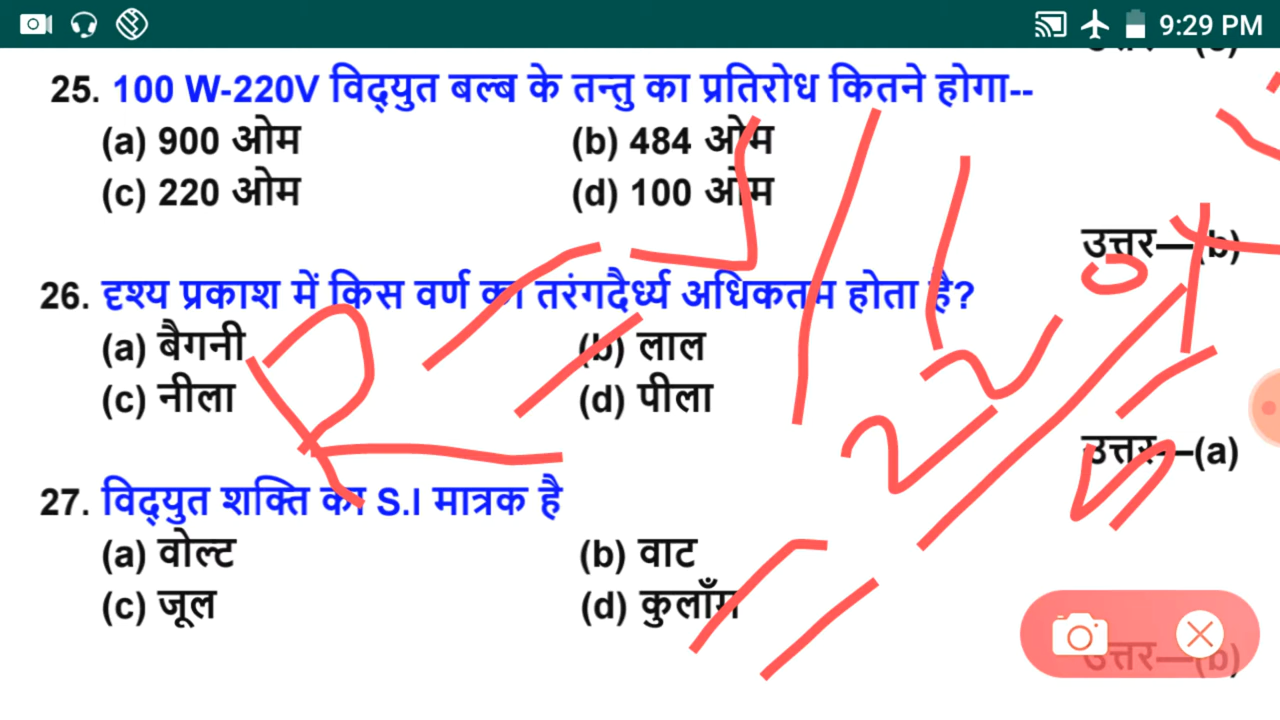 9:29 PM
25. 100 W-220V विद्युत बल्ब के तन्तु का प्रतिरोध कितने होगा--
(a) 900 ओम (b) 484 ओम
(c) 220 ओम (d) 100 ओम
उत्तर—(b)
26. दृश्य प्रकाश में किस वर्ण का तरंगदैर्ध्य अधिकतम होता है?
(a) बैगनी (b) लाल
(c) नीला (d) पीला
उत्तर—(a)
27. विद्युत शक्ति का S.I मात्रक है
(a) वोल्ट (b) वाट
(c) जूल (d) कुलाँम
उत्तर—(b)